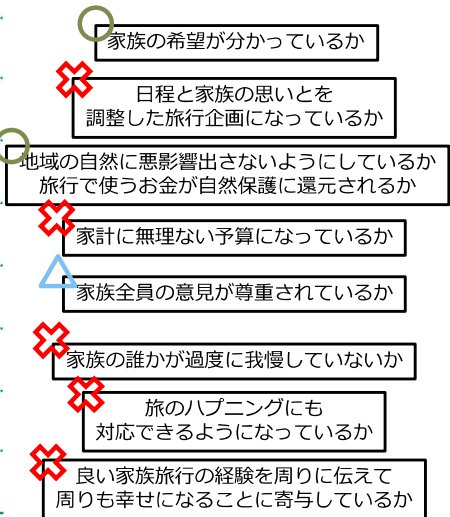 家族の希望が分かっているか
日程と家族の思いとを
調整した旅行企画になっているか
地域の自然に悪影響出さないようにしているか
旅行で使うお金が自然保護に還元されるか
家計に無理ない予算になっているか
家族全員の意見が尊重されているか
家族の誰かが過度に我慢していないか
旅のハプニングにも
対応できるようになっているか
良い家族旅行の経験を周りに伝えて
周りも幸せになることに寄与しているか